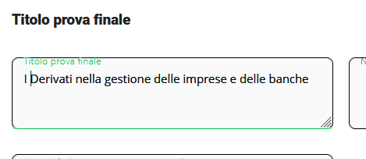 Titolo prova finale
Titolo prova finale
I Derivati nella gestione delle imprese e delle banche